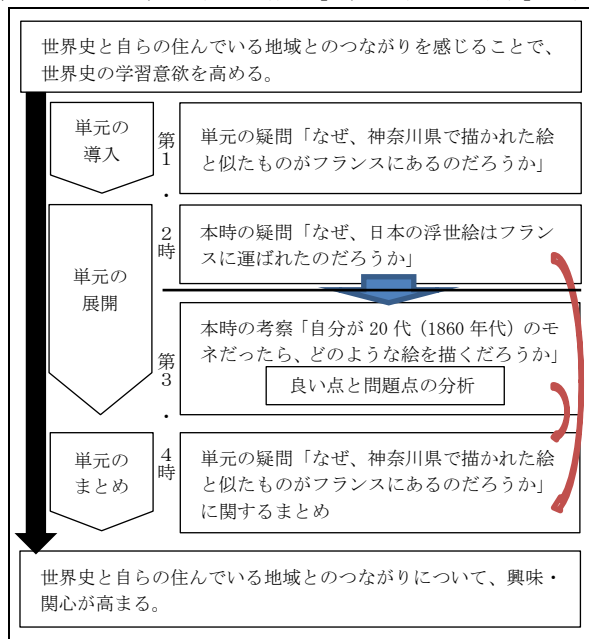 世界史と自らの住んでいる地域とのつながりを感じることで、
世界史の学習意欲を高める。
単元の
導入
第
1
・
2
時
単元の疑問「なぜ、神奈川県で描かれた絵
と似たものがフランスにあるのだろうか」
単元の
展開
本時の疑問「なぜ、日本の浮世絵はフラン
スに運ばれたのだろうか」
第
3
・
4
時
本時の考察「自分が 20 代（1860 年代）のモ
ネだったら、どのような絵を描くだろうか」
良い点と問題点の分析
単元の
まとめ
単元の疑問「なぜ、神奈川県で描かれた絵
と似たものがフランスにあるのだろうか」
に関するまとめ
世界史と自らの住んでいる地域とのつながりについて、興味・
関心が高まる。